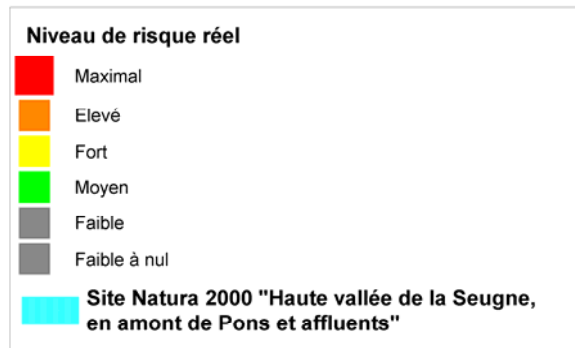 Niveau de risque réel
Maximal
Elevé
Fort
Moyen
Faible
Faible à nul
Site Natura 2000 "Haute vallée de la Seugne,
en amont de Pons et affluents"